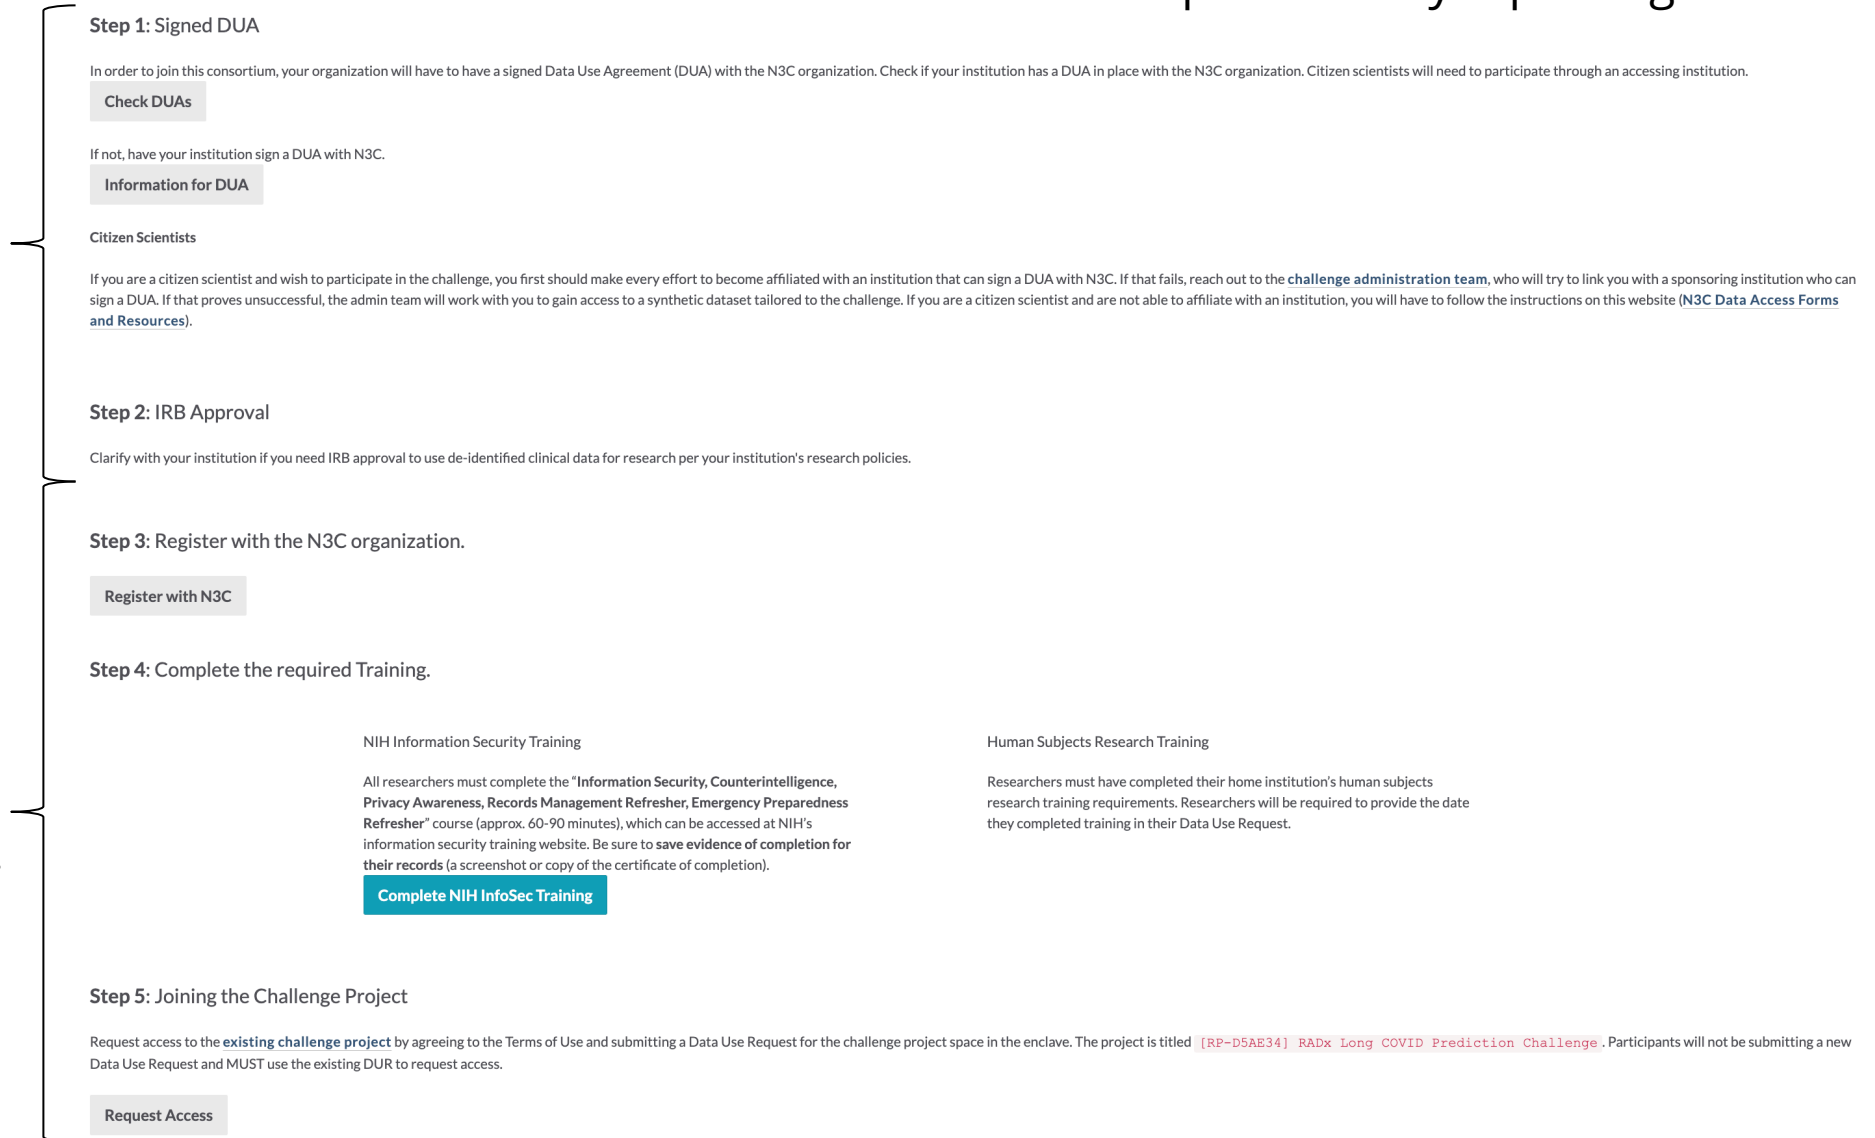 Step 1: Signed DUA
In order to join this consortium, your organization will have to have a signed Data Use Agreement (DUA) with the N3C organization. Check if your institution has a DUA in place with the N3C organization. Citizen scientists will need to participate through an accessing institution.
Check DUAs
If not, have your institution sign a DUA with N3C.
Information for DUA
Citizen Scientists
If you are a citizen scientist and wish to participate in the challenge, you first should make every effort to become affiliated with an institution that can sign a DUA with N3C. If that fails, reach out to the challenge administration team, who will try to link you with a sponsoring institution who can
sign a DUA. If that proves unsuccessful, the admin team will work with you to gain access to a synthetic dataset tailored to the challenge. If you are a citizen scientist and are not able to affiliate with an institution, you will have to follow the instructions on this website (N3C Data Access Forms
and Resources).
Step 2: IRB Approval
Clarify with your institution if you need IRB approval to use de-identified clinical data for research per your institution's research policies.
Step 3: Register with the N3C organization.
Register with N3C
Step 4: Complete the required Training.
NIH Information Security Training
All researchers must complete the “Information Security, Counterintelligence,
Privacy Awareness, Records Management Refresher, Emergency Preparedness
Refresher” course (approx. 60-90 minutes), which can be accessed at NIH’s
information security training website. Be sure to save evidence of completion for
their records (a screenshot or copy of the certificate of completion).
Complete NIH InfoSec Training
Human Subjects Research Training
Researchers must have completed their home institution’s human subjects
research training requirements. Researchers will be required to provide the date
they completed training in their Data Use Request.
Step 5: Joining the Challenge Project
Request access to the existing challenge project by agreeing to the Terms of Use and submitting a Data Use Request for the challenge project space in the enclave. The project is titled [RP-D5AE34] RADx Long COVID Prediction Challenge . Participants will not be submitting a new
Data Use Request and MUST use the existing DUR to request access.
Request Access